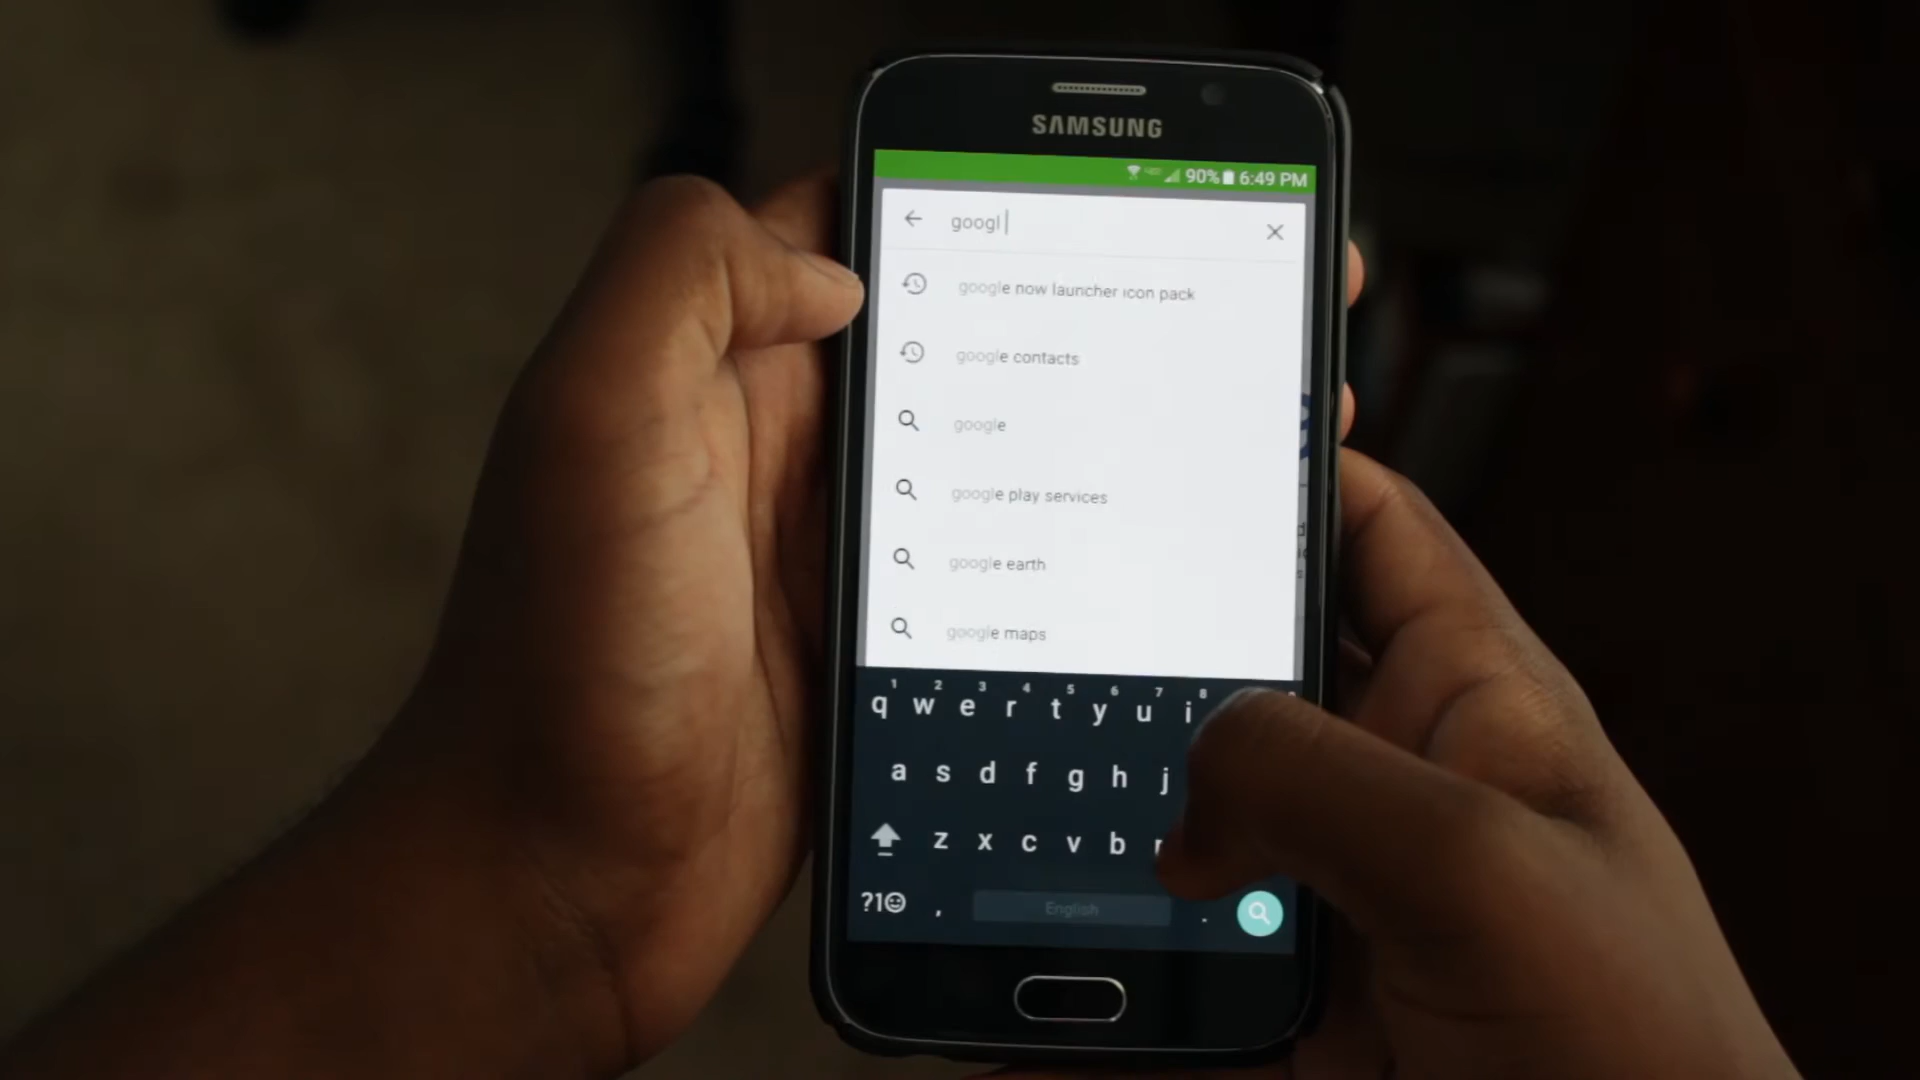 SAMSUNG
90% 6:49 PM
googl
google now launcher icon pack
google contacts
google
google play services
google earth
google maps
1 2 3 4 5 6 7 8
q w e r t y u i
a s d f g h j
z x c v b
?1☺ , English .